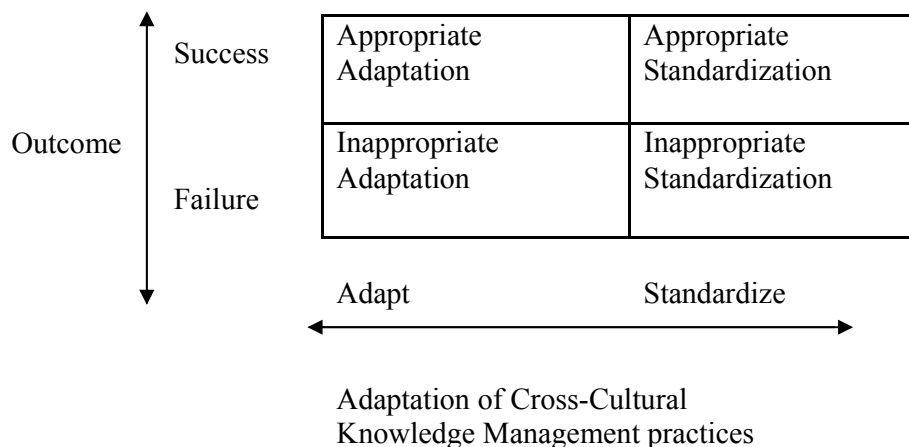 Success
Appropriate
Adaptation
Appropriate
Standardization
Outcome
Failure
Inappropriate
Adaptation
Inappropriate
Standardization
Adapt
Standardize
Adaptation of Cross-Cultural
Knowledge Management practices